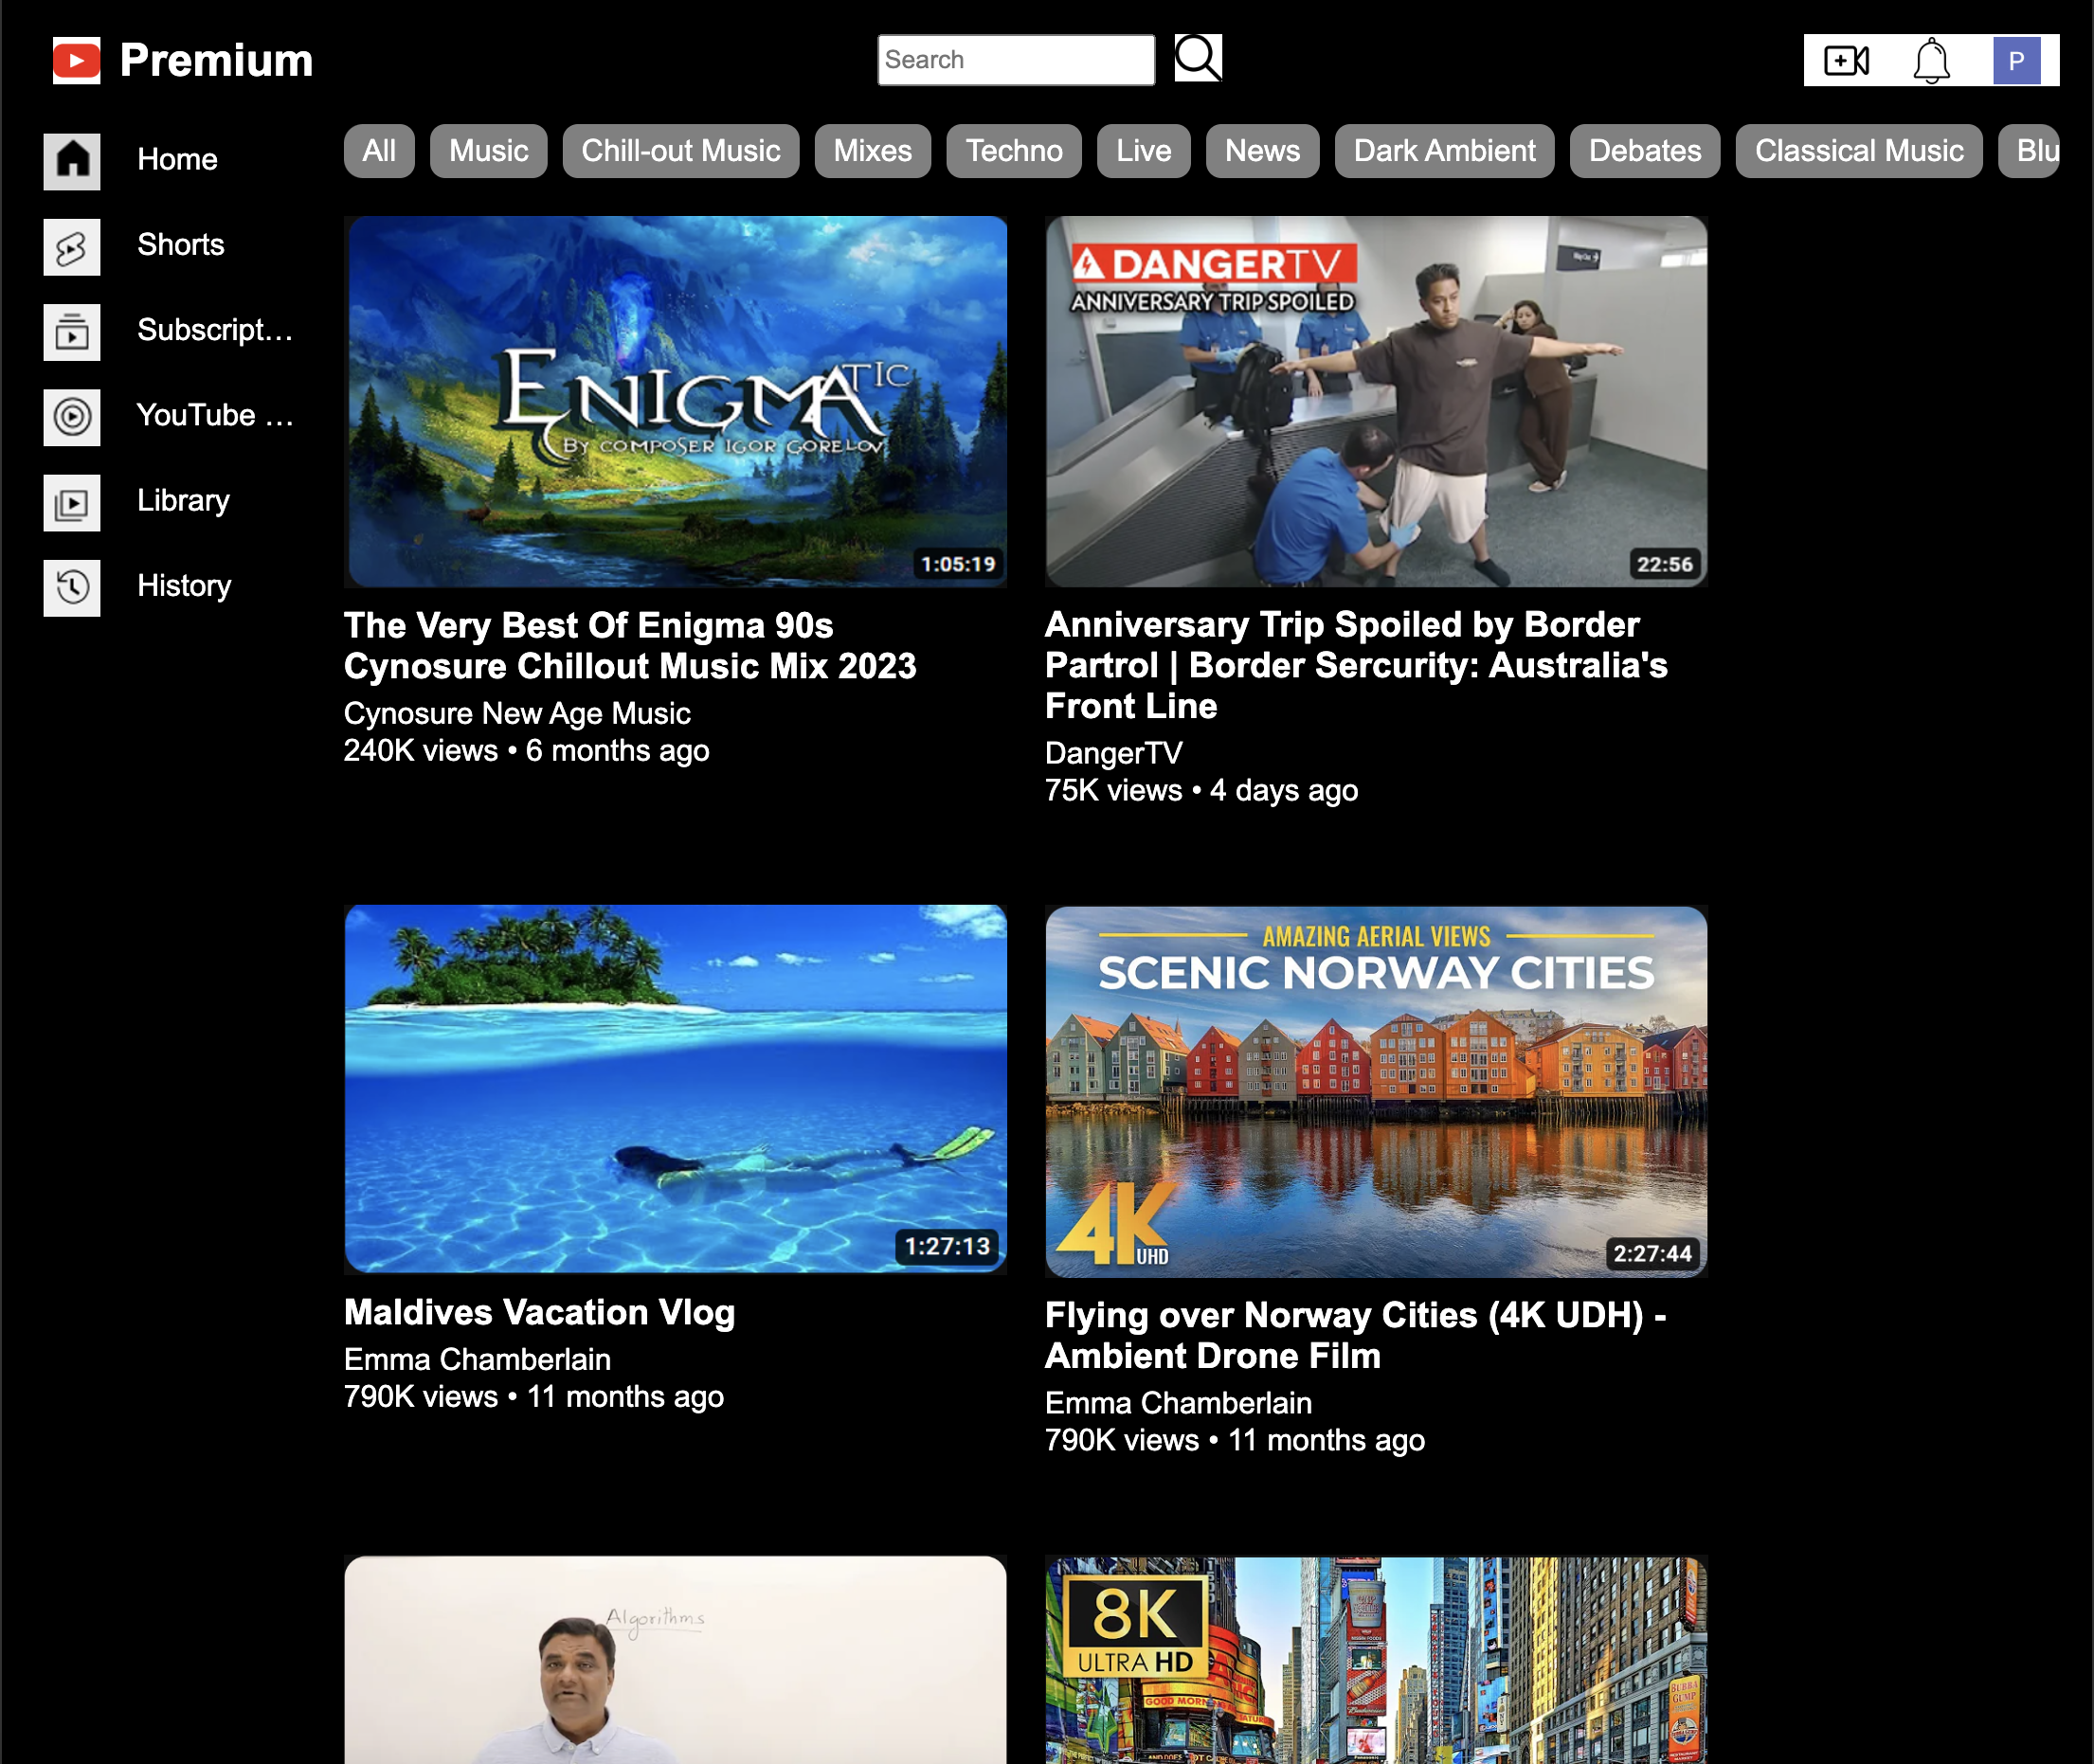 Premium
Search
P
Home
Shorts
Subscript...
YouTube ...
Library
History
All
Music
Chill-out Music
Mixes
Techno
Live
News
Dark Ambient
Debates
Classical Music
Blu
ENIGMATIC
BY COMPOSER IGOR GORELOV
1:05:19
The Very Best Of Enigma 90s
Cynosure Chillout Music Mix 2023
Cynosure New Age Music
240K views • 6 months ago
DANGERTV
ANNIVERSARY TRIP SPOILED
22:56
Anniversary Trip Spoiled by Border
Partrol | Border Sercurity: Australia's
Front Line
DangerTV
75K views • 4 days ago
1:27:13
Maldives Vacation Vlog
Emma Chamberlain
790K views • 11 months ago
AMAZING AERIAL VIEWS
SCENIC NORWAY CITIES
4K
UHD
2:27:44
Flying over Norway Cities (4K UDH) -
Ambient Drone Film
Emma Chamberlain
790K views • 11 months ago
Algorithms
8K
ULTRA HD
BUBBA
GUMP